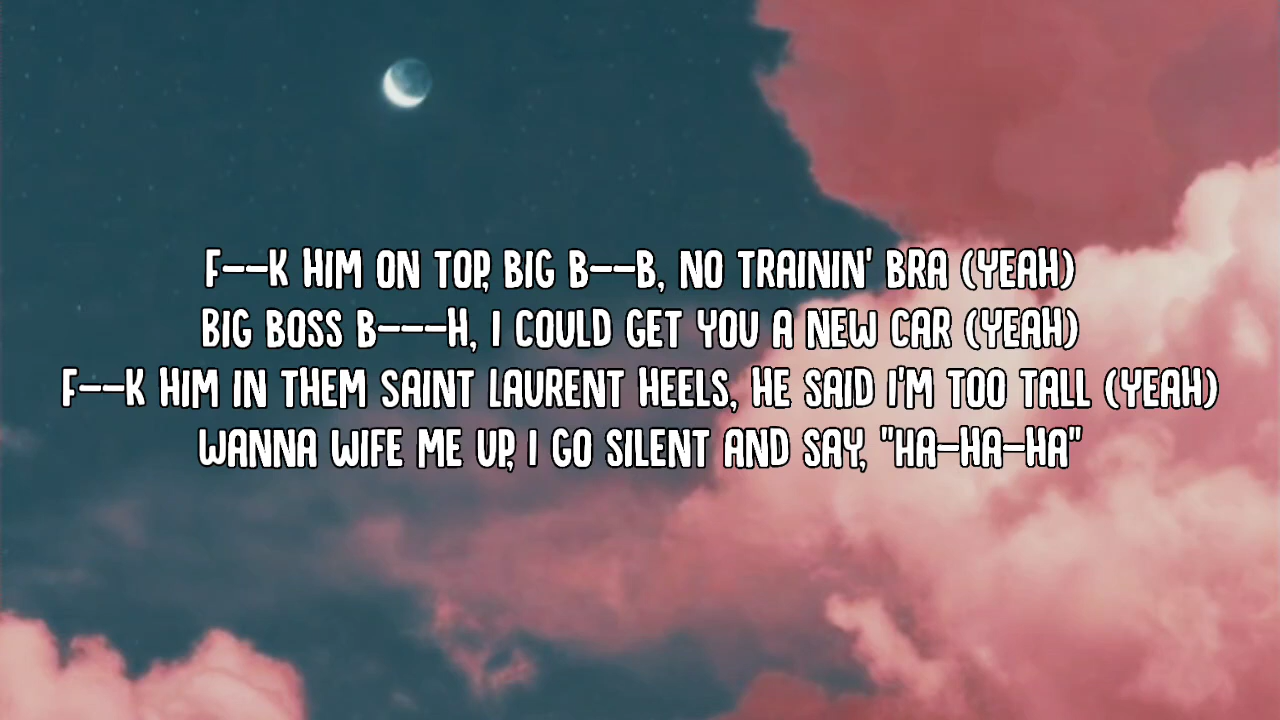 F--K HIM ON TOP, BIG B--B, NO TRAININ' BRA (YEAH)
BIG BOSS B---H, I COULD GET YOU A NEW CAR (YEAH)
F--K HIM IN THEM SAINT LAURENT HEELS, HE SAID I'M TOO TALL (YEAH)
WANNA WIFE ME UP, I GO SILENT AND SAY, "HA-HA-HA"